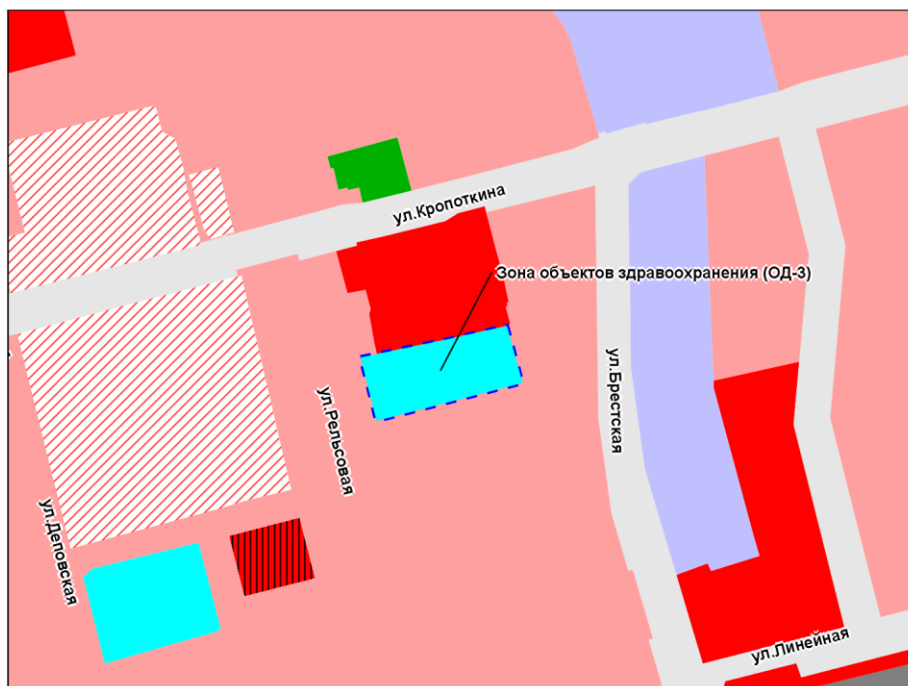 ул.Кропоткина
Зона объектов здравоохранения (ОД-3)
ул.Брестская
ул.Рельсовая
ул.Деповская
ул.Линейная